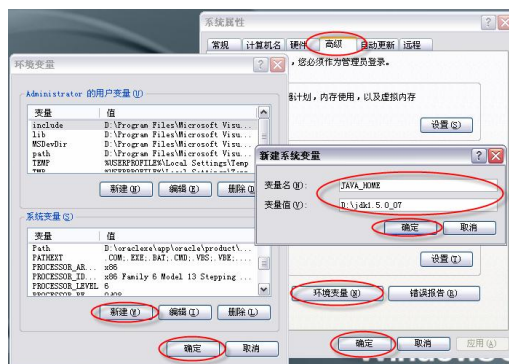 系统属性
常规 计算机名 硬件 高级 自动更新 远程
，您必须作为管理员登录。
计划，内存使用，以及虚拟内存
设置(S)
设置(T)
环境变量(N) 错误报告(R)
确定 取消 应用(A)
环境变量
Administrator 的用户变量(U)
变量 值
include D:\Program Files\Microsoft Visu...
lib D:\Program Files\Microsoft Visu...
MSDevDir D:\Program Files\Microsoft Visu...
path D:\Program Files\Microsoft Visu...
TEMP %USERPROFILE%\Local Settings\Temp
TMP %USERPROFILE%\Local Settings\Temp
新建(N) 编辑(E) 删除(D)
系统变量(S)
变量 值
Path D:\oraclexe\app\oracle\product\...
PATHEXT .COM;.EXE;.BAT;.CMD;.VBS;.VBE;...
PROCESSOR_AR... x86
PROCESSOR_ID... x86 Family 6 Model 13 Stepping ...
PROCESSOR_LEVEL 6
新建(W) 编辑(I) 删除(L)
确定 取消
新建系统变量
变量名(N)： JAVA_HOME
变量值(V)： D:\jdk1.5.0_07
确定 取消